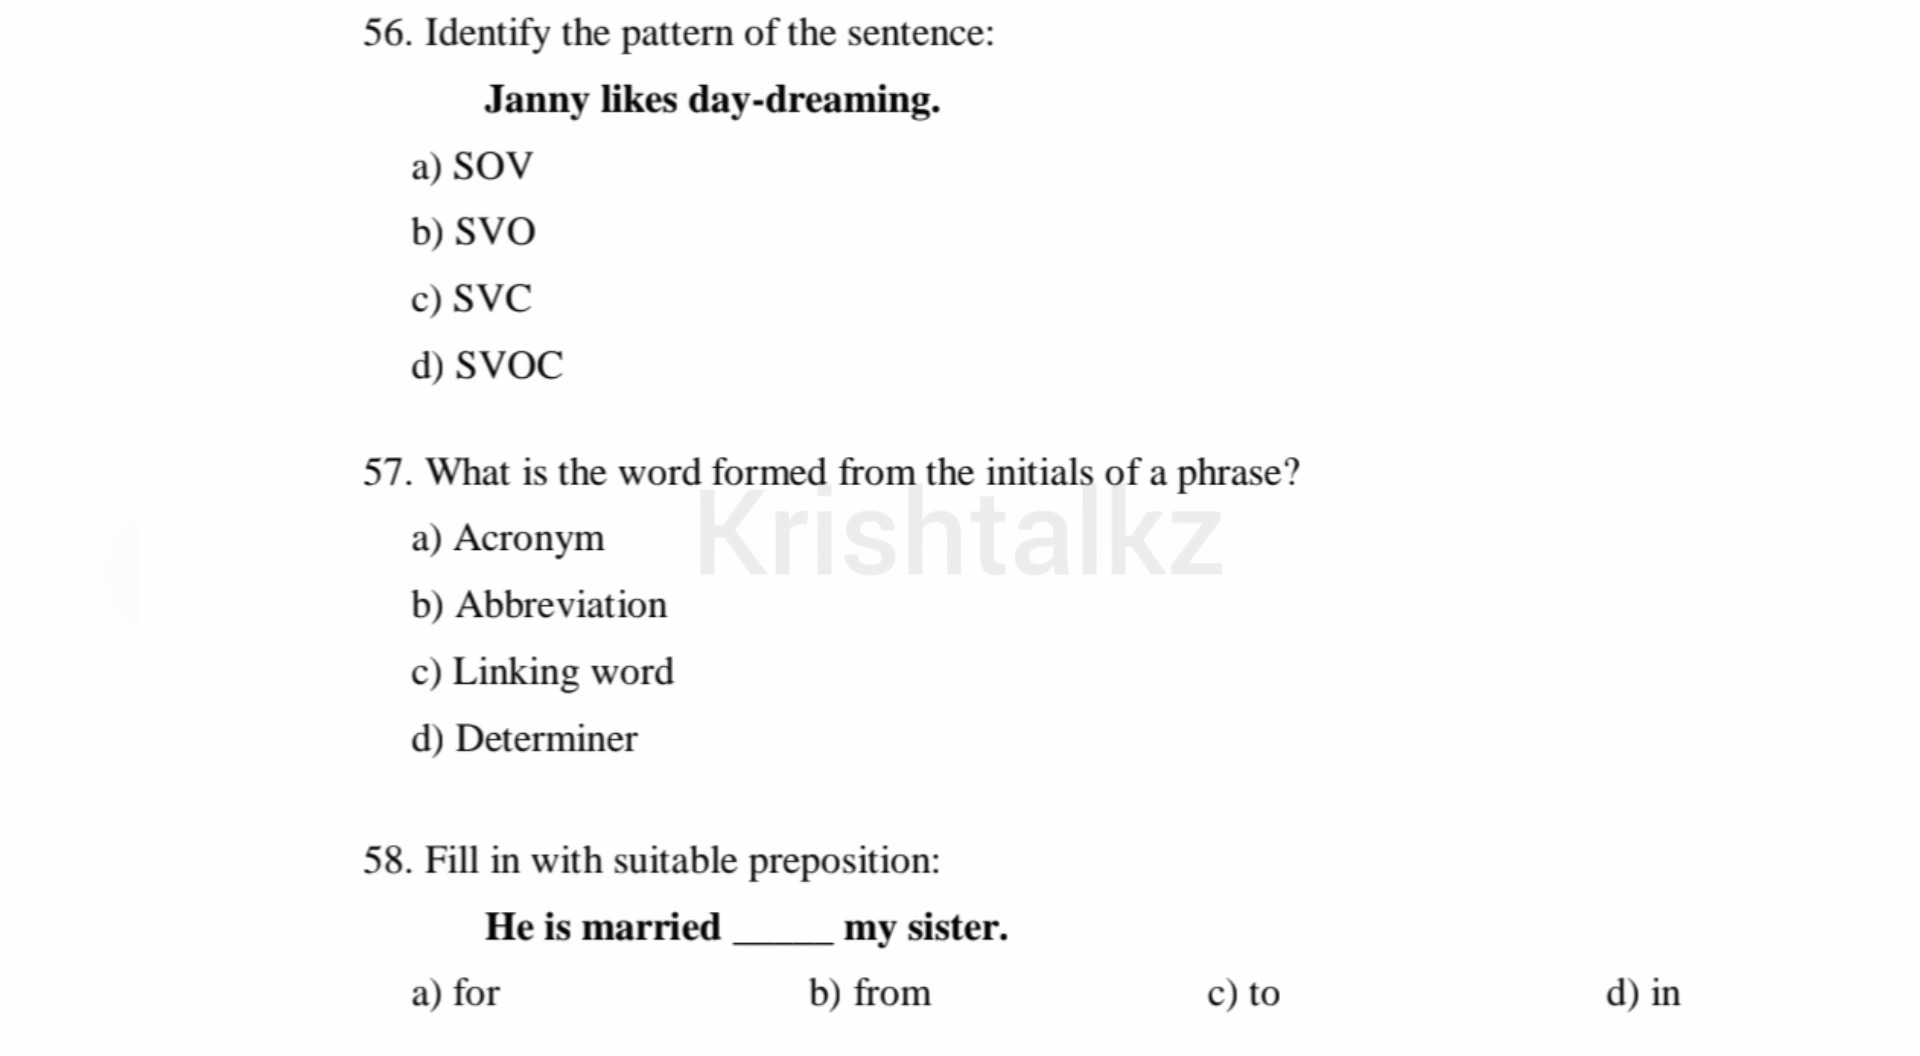 56. Identify the pattern of the sentence:
Janny likes day-dreaming.
a) SOV
b) SVO
c) SVC
d) SVOC
57. What is the word formed from the initials of a phrase?
Krishtalkz
a) Acronym
b) Abbreviation
c) Linking word
d) Determiner
58. Fill in with suitable preposition:
He is married _____ my sister.
a) for b) from c) to d) in